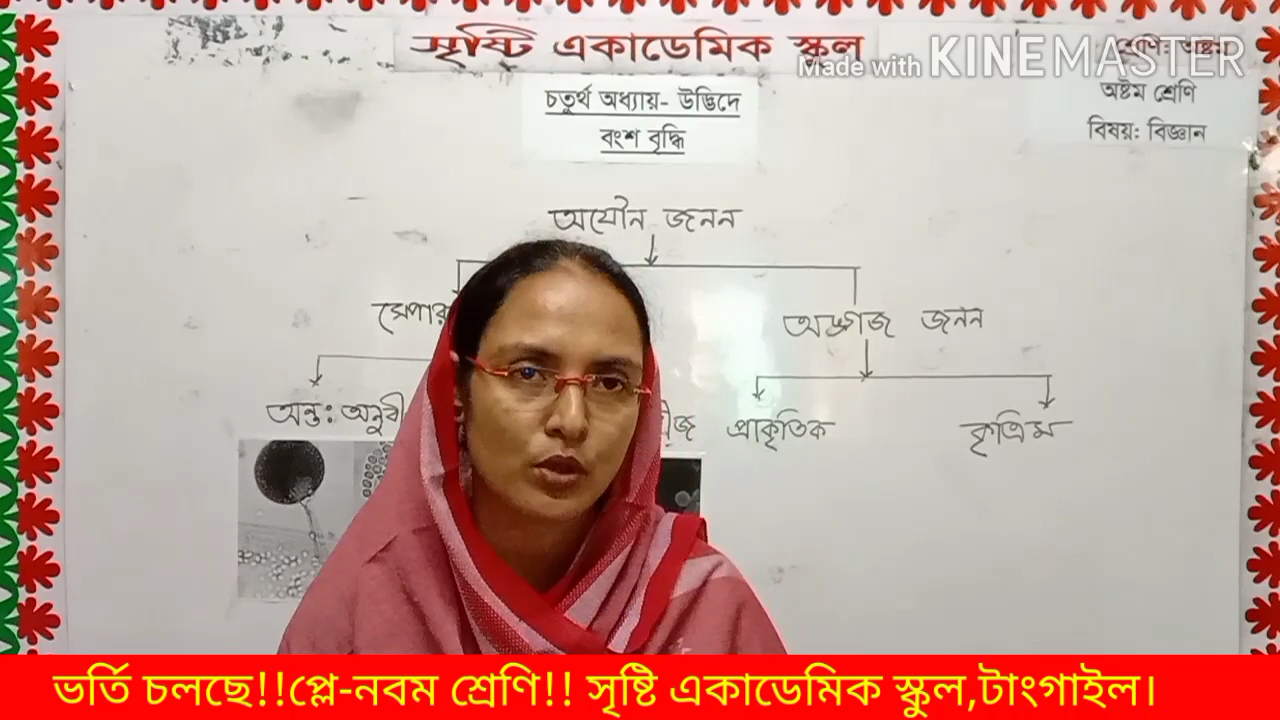 সৃষ্টি একাডেমিক স্কুল
Made with KINEMASTER
অষ্টম শ্রেণি
বিষয়: বিজ্ঞান
চতুর্থ অধ্যায়- উদ্ভিদে
বংশ বৃদ্ধি
অযৌন জনন
অঙ্গজ জনন
অন্ত: প্রাকৃতিক কৃত্রিম
ভর্তি চলছে!!প্লে-নবম শ্রেণি!! সৃষ্টি একাডেমিক স্কুল,টাংগাইল।